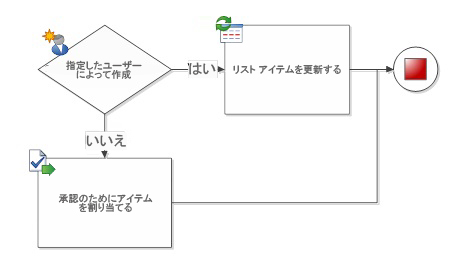 指定したユーザー
によって作成
はい
リスト アイテムを更新する
いいえ
承認のためにアイテム
を割り当てる